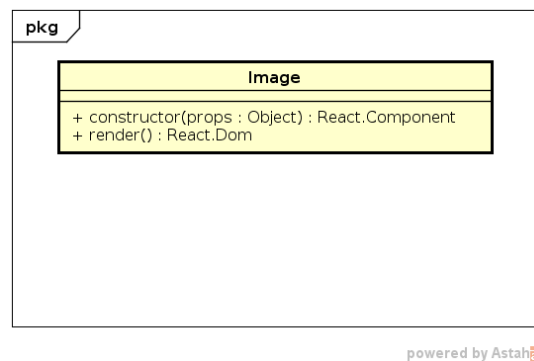 pkg
Image
+ constructor(props : Object) : React.Component
+ render() : React.Dom
powered by Astah